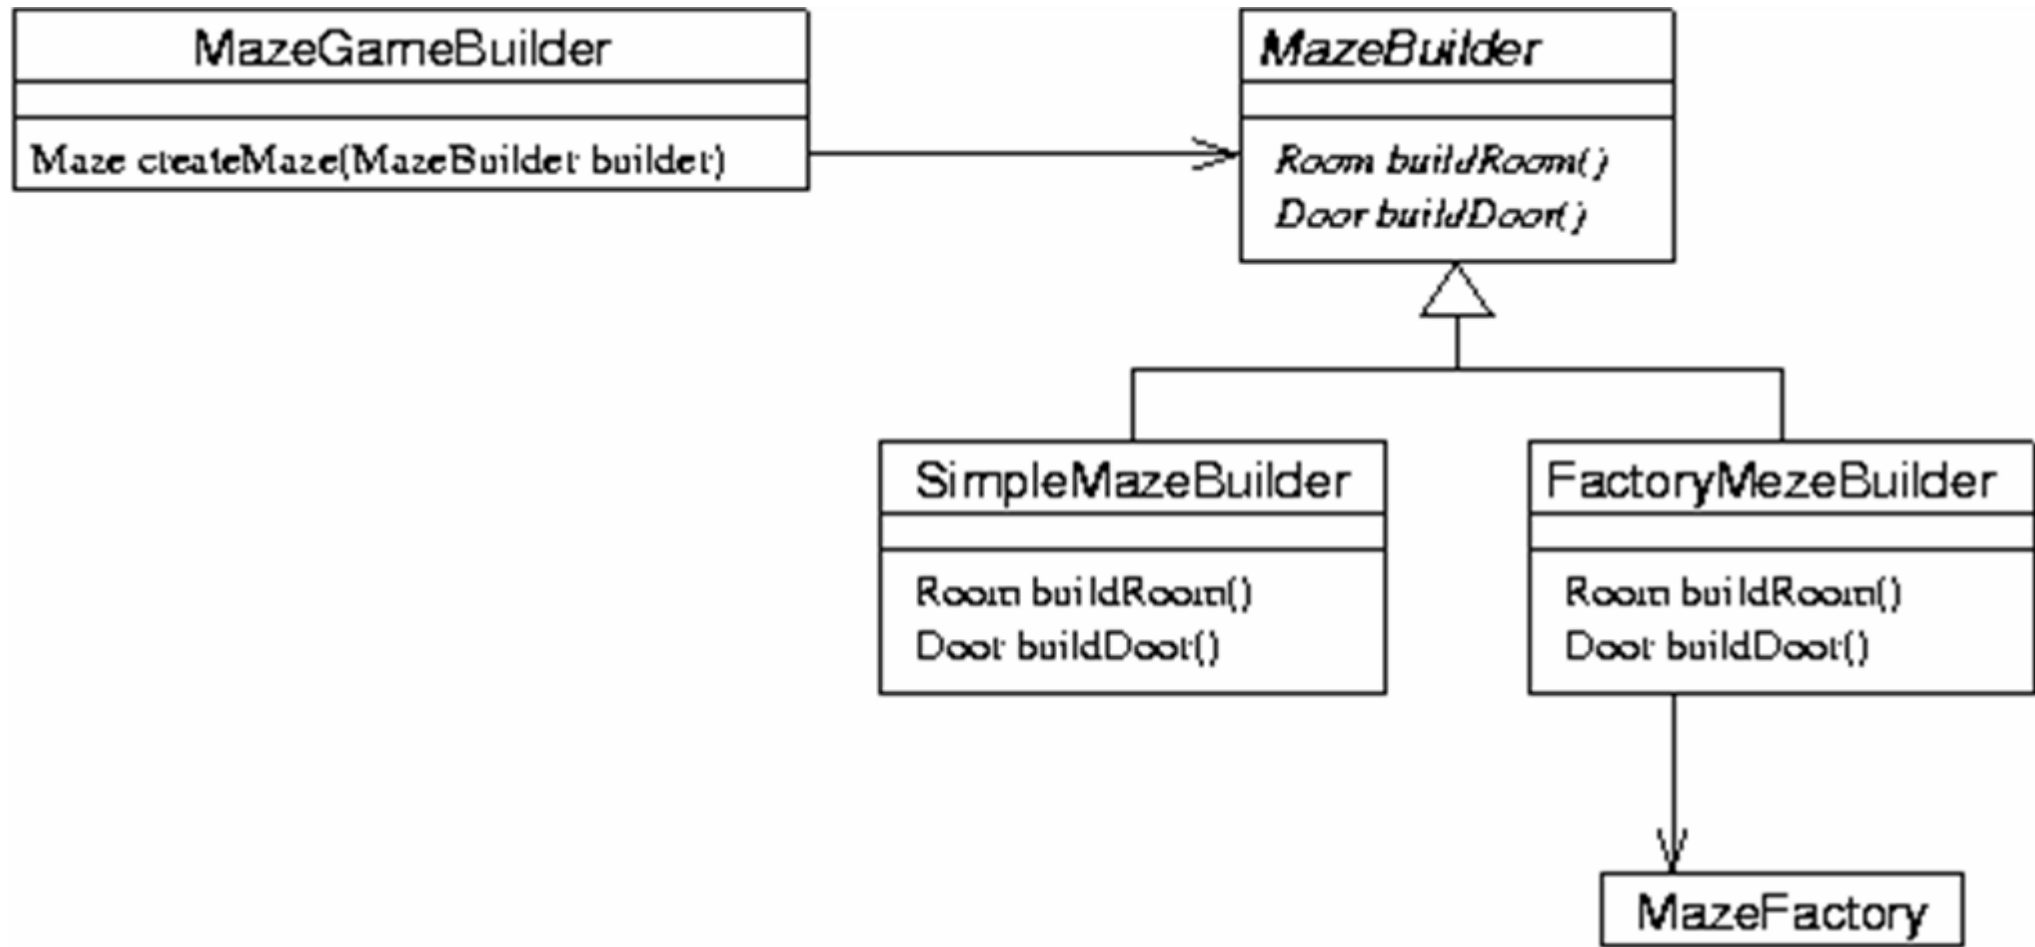 MazeGameBuilder
Maze createMaze(MazeBuilder builder)
MazeBuilder
Room buildRoom()
Door buildDoor()
SimpleMazeBuilder
Room buildRoom()
Door buildDoor()
FactoryMezeBuilder
Room buildRoom()
Door buildDoor()
MazeFactory